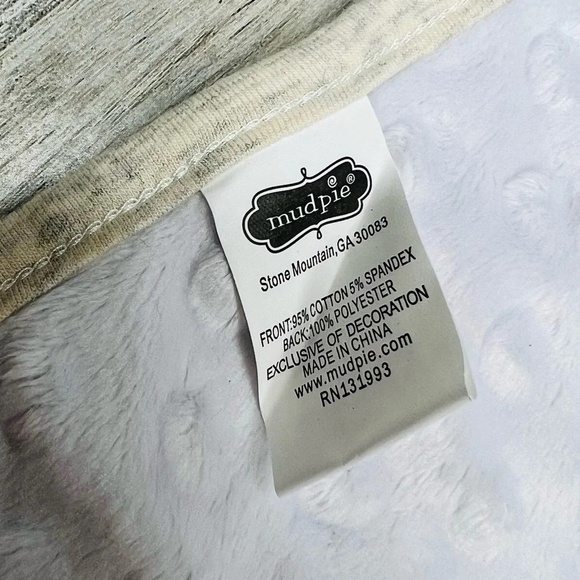 mudpie®
Stone Mountain, GA 30083
FRONT:95% COTTON 5% SPANDEX
BACK:100% POLYESTER
EXCLUSIVE OF DECORATION
MADE IN CHINA
www.mudpie.com
RN131993